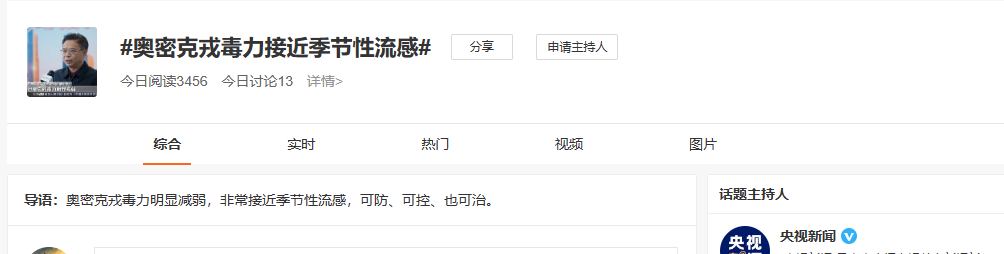 #奥密克戎毒力接近季节性流感#
分享
申请主持人
今日阅读3456 今日讨论13 详情>
综合 实时 热门 视频 图片
导语：奥密克戎毒力明显减弱，非常接近季节性流感，可防、可控、也可治。
话题主持人
央视
央视新闻